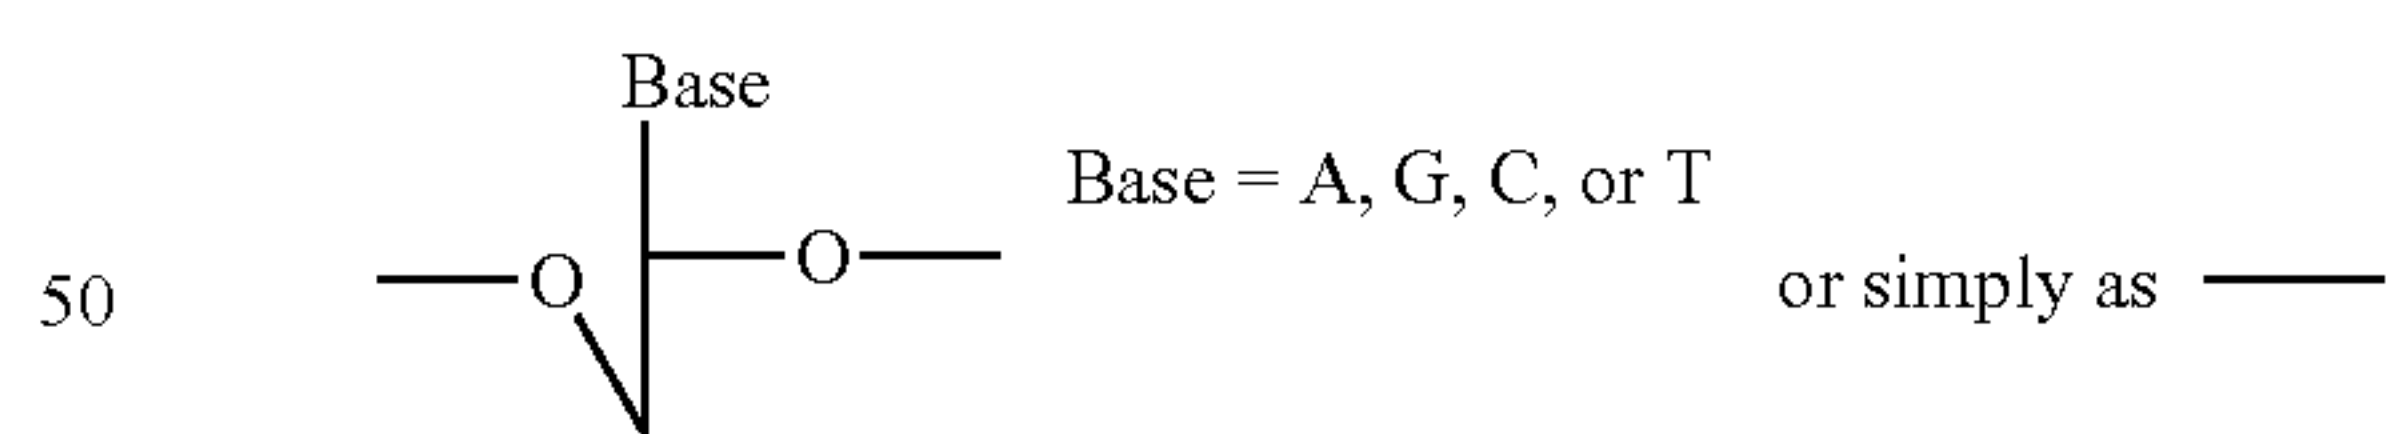 Base
Base = A, G, C, or T
O
50
O
or simply as